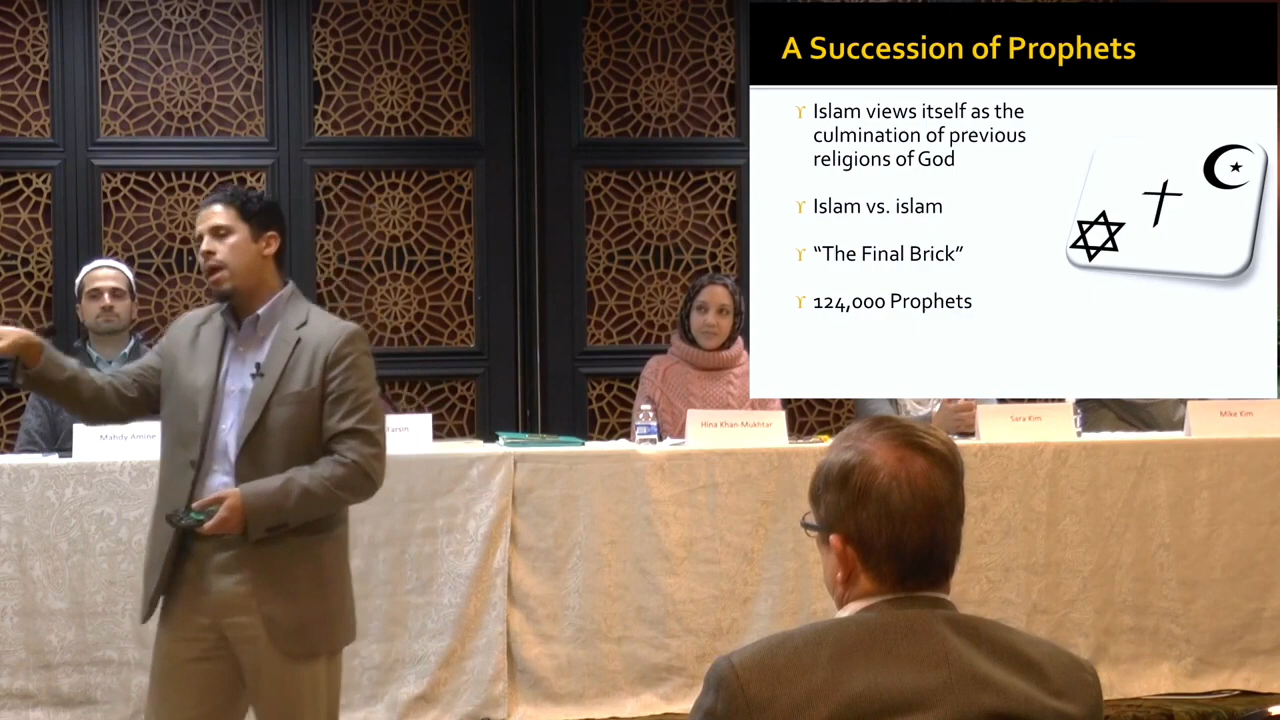 A Succession of Prophets
Islam views itself as the
culmination of previous
religions of God
Islam vs. islam
“The Final Brick”
124,000 Prophets
Mahdy Amine
Farsin
Hina Khan-Mukhtar
Sara Kim
Mike Kim